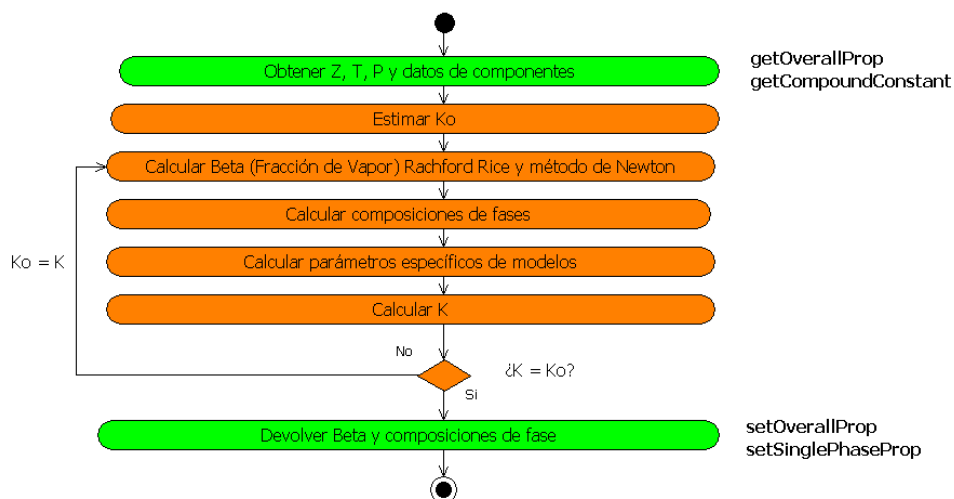 Obtener Z, T, P y datos de componentes
getOverallProp
getCompoundConstant
Estimar Ko
Calcular Beta (Fracción de Vapor) Rachford Rice y método de Newton
Calcular composiciones de fases
Ko = K
Calcular parámetros específicos de modelos
Calcular K
No
¿K = Ko?
Si
Devolver Beta y composiciones de fase
setOverallProp
setSinglePhaseProp